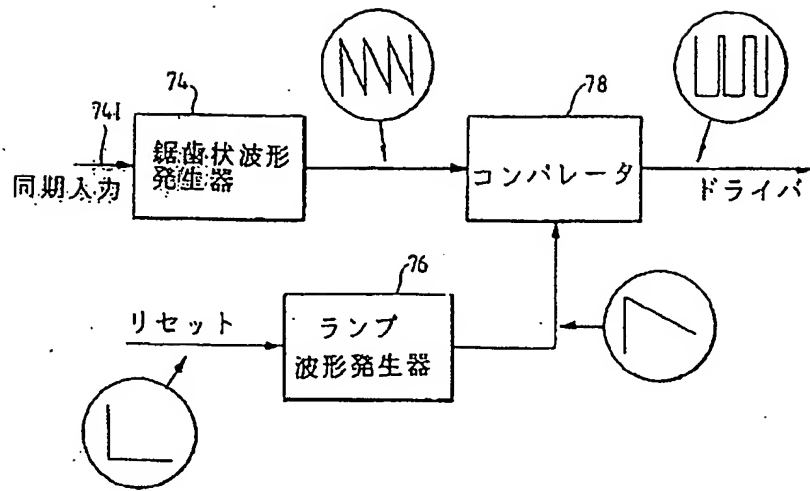 74
78
74I
鋸歯状波形
発生器
コンパレータ
同期入力
ドライバ
76
リセット
ランプ
波形発生器